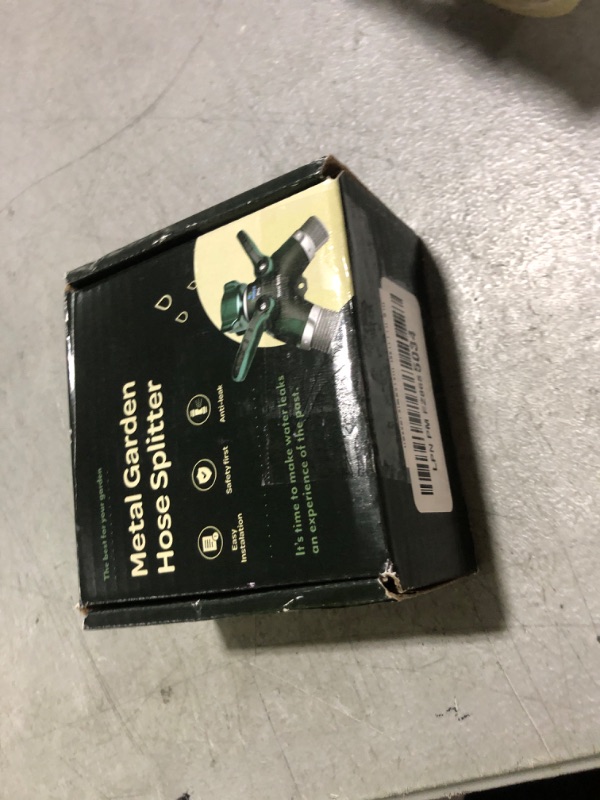 The best for your garden
Metal Garden
Hose Splitter
Easy
Instalation
Safety first
Anti-leak
It's time to make water leaks
an experience of the past.